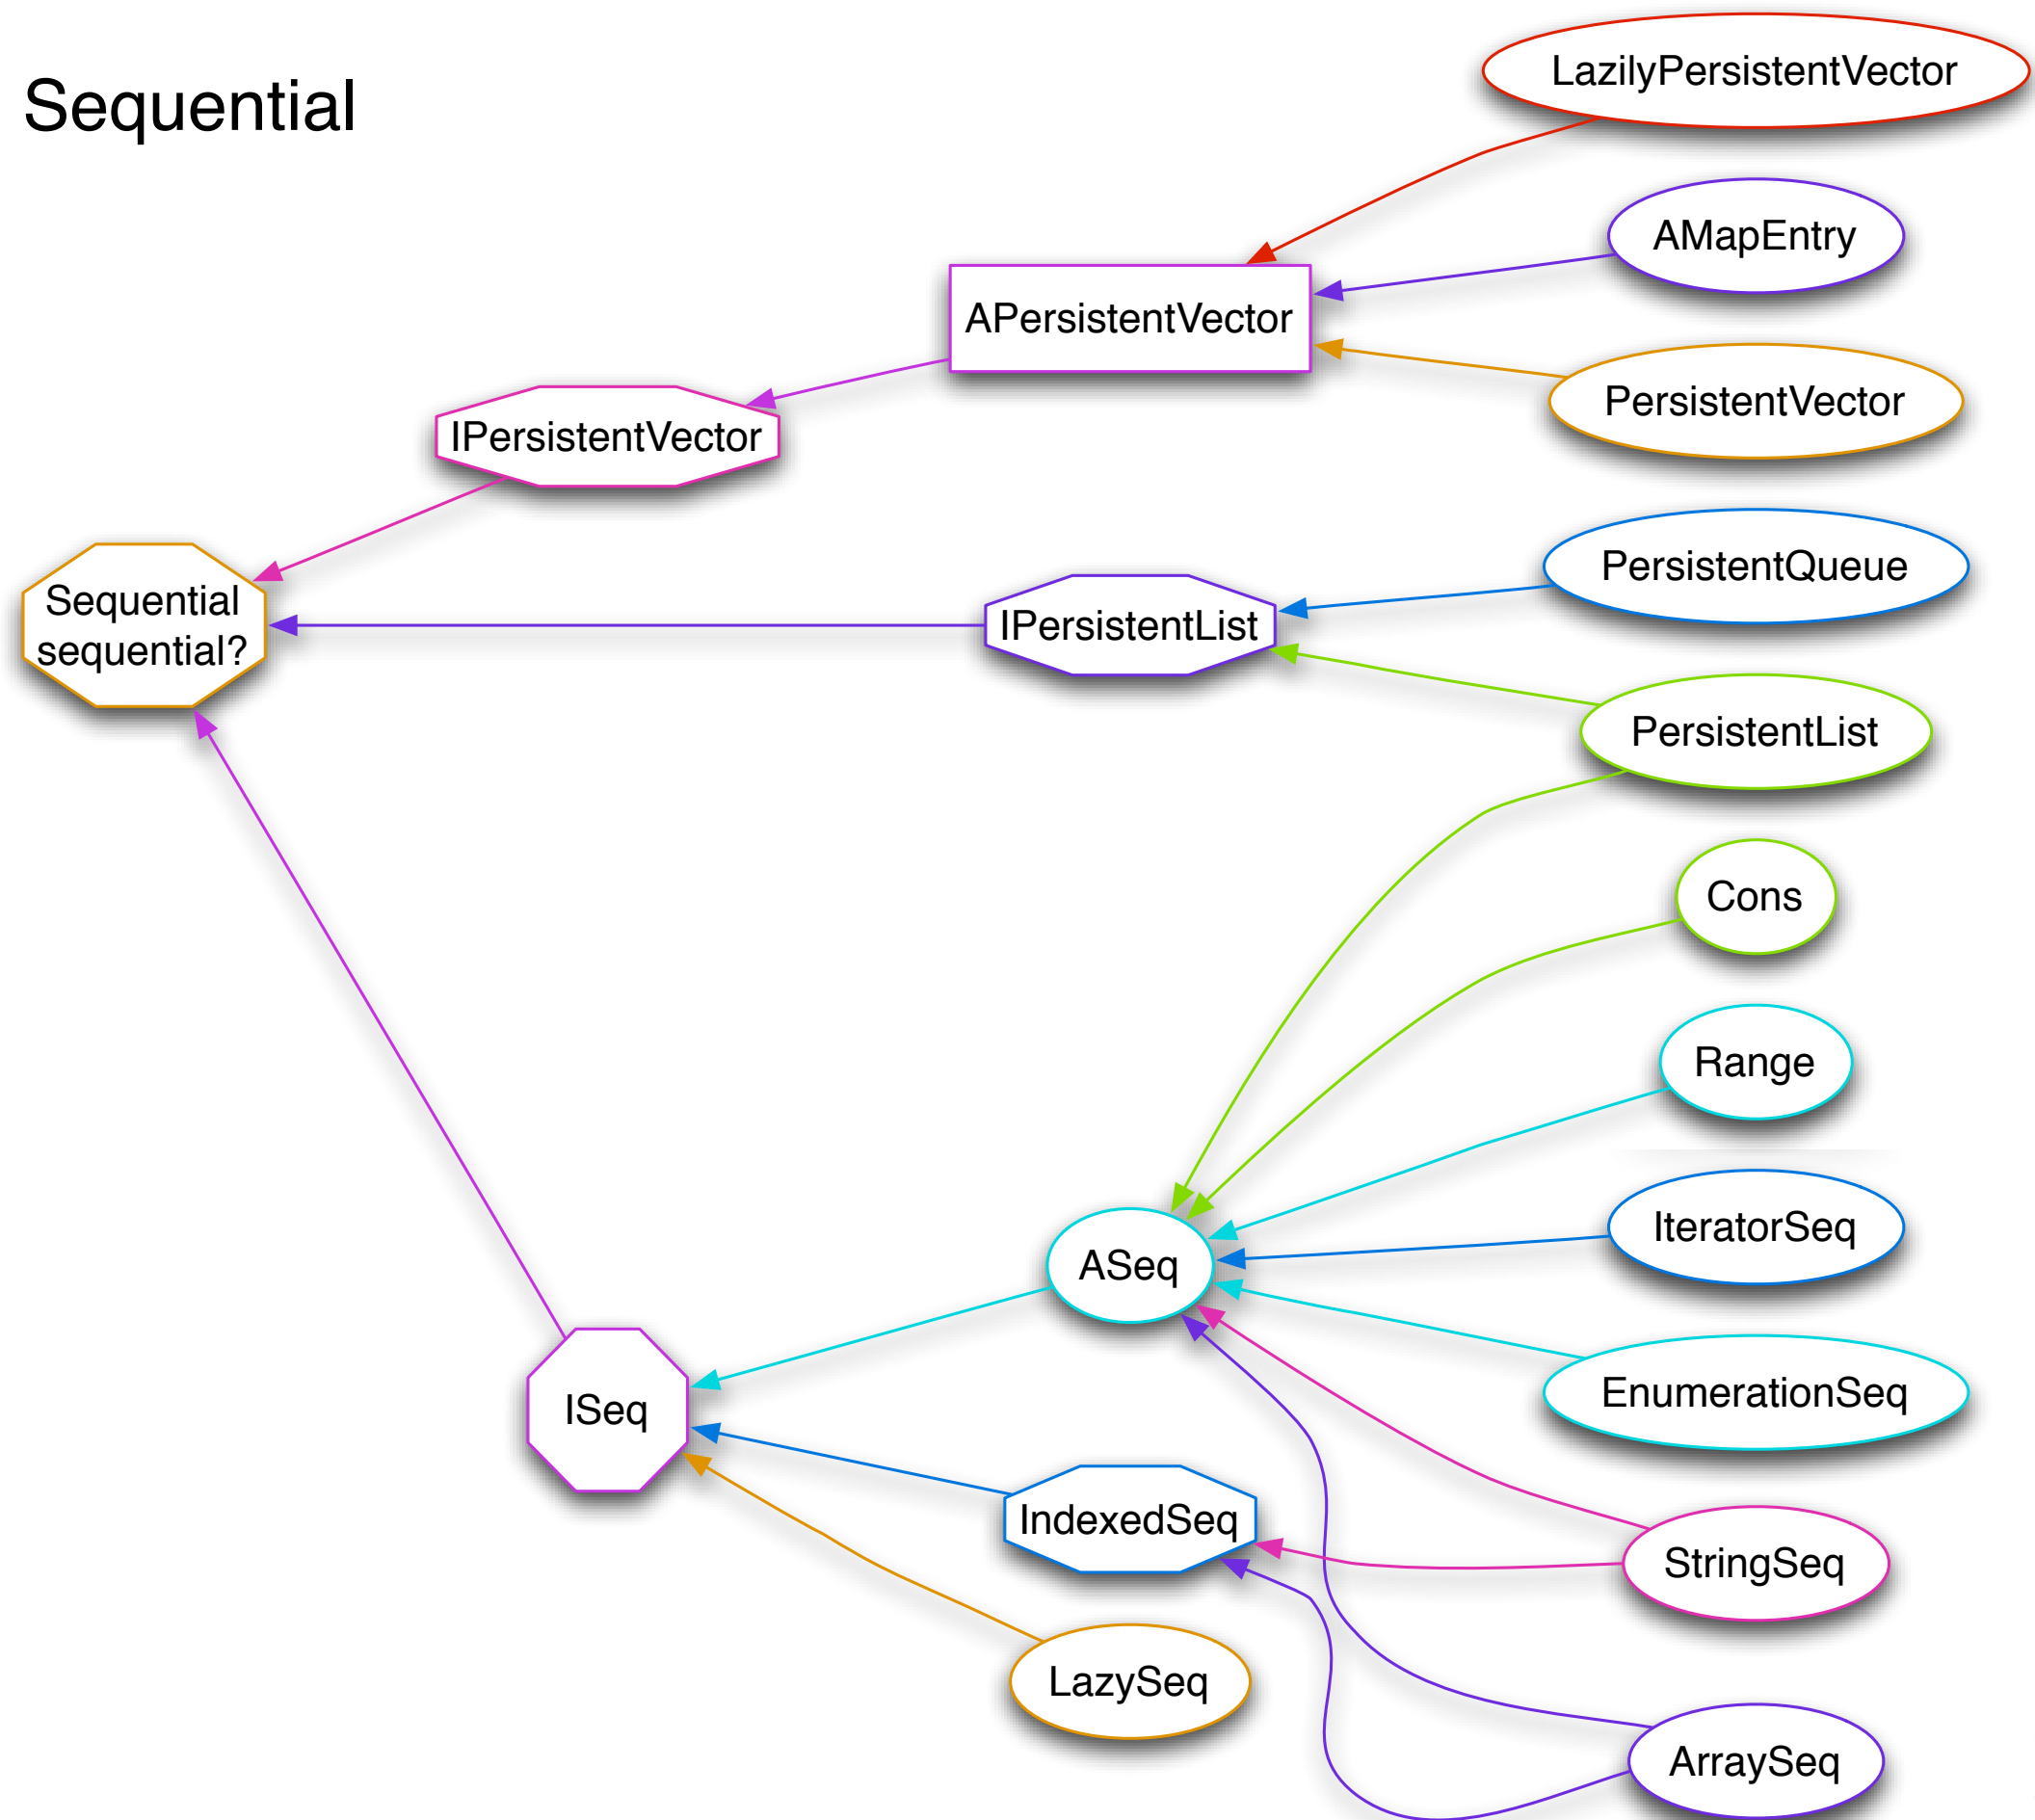 Sequential
LazilyPersistentVector
AMapEntry
APersistentVector
PersistentVector
IPersistentVector
PersistentQueue
Sequential
sequential?
IPersistentList
PersistentList
Cons
Range
IteratorSeq
ASeq
EnumerationSeq
ISeq
IndexedSeq
StringSeq
LazySeq
ArraySeq